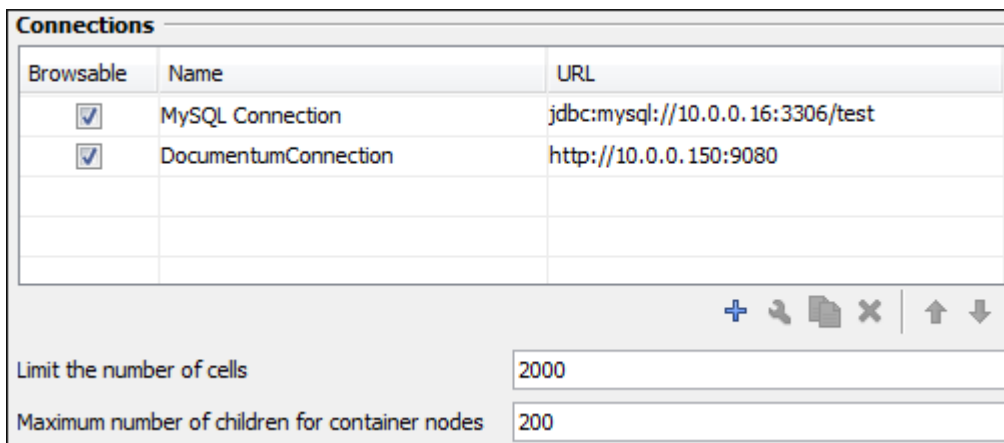 Connections
Browsable Name URL
MySQL Connection jdbc:mysql://10.0.0.16:3306/test
DocumentumConnection http://10.0.0.150:9080
Limit the number of cells 2000
Maximum number of children for container nodes 200